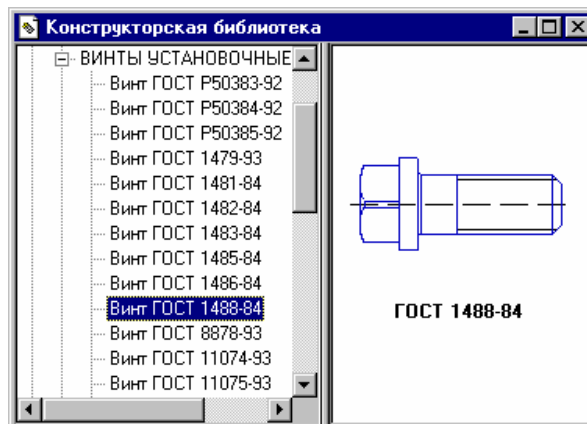 Конструкторская библиотека
ВИНТЫ УСТАНОВОЧНЫЕ
Винт ГОСТ Р50383-92
Винт ГОСТ Р50384-92
Винт ГОСТ Р50385-92
Винт ГОСТ 1479-93
Винт ГОСТ 1481-84
Винт ГОСТ 1482-84
Винт ГОСТ 1483-84
Винт ГОСТ 1485-84
Винт ГОСТ 1486-84
Винт ГОСТ 1488-84
Винт ГОСТ 8878-93
Винт ГОСТ 11074-93
Винт ГОСТ 11075-93
ГОСТ 1488-84